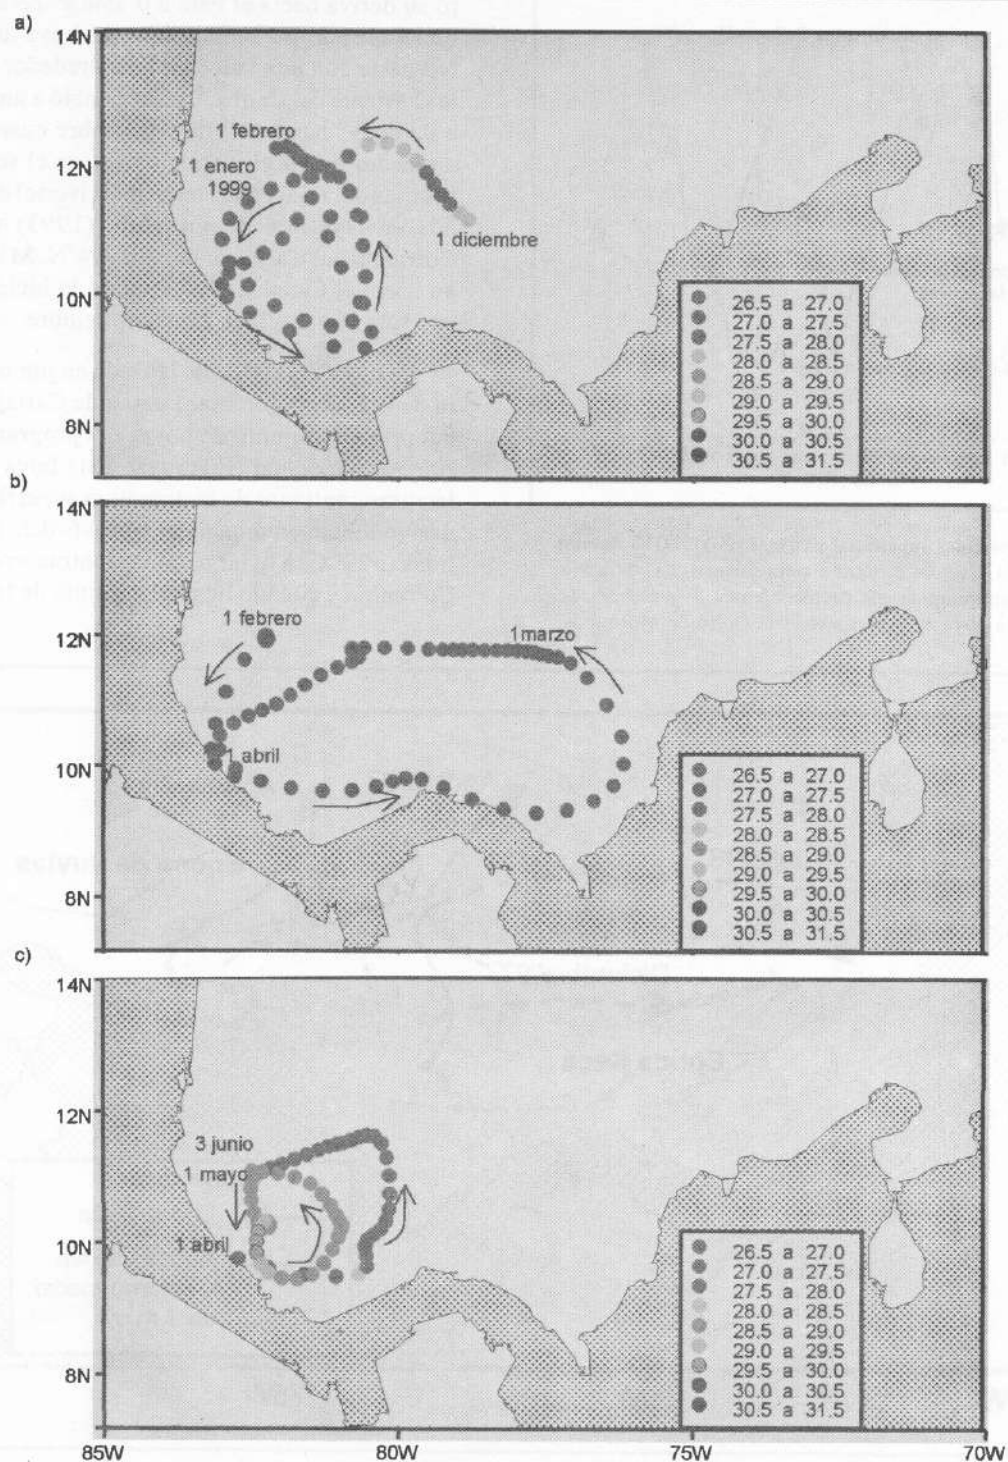 a)
14N
1 febrero
12N
1 enero
1999
1 diciembre
10N
8N
26.5 a 27.0
27.0 a 27.5
27.5 a 28.0
28.0 a 28.5
28.5 a 29.0
29.0 a 29.5
29.5 a 30.0
30.0 a 30.5
30.5 a 31.5
b)
14N
1 febrero
12N
1marzo
1 abril
10N
8N
26.5 a 27.0
27.0 a 27.5
27.5 a 28.0
28.0 a 28.5
28.5 a 29.0
29.0 a 29.5
29.5 a 30.0
30.0 a 30.5
30.5 a 31.5
c)
14N
12N
3 junio
1 mayo
1 abril
10N
8N
26.5 a 27.0
27.0 a 27.5
27.5 a 28.0
28.0 a 28.5
28.5 a 29.0
29.0 a 29.5
29.5 a 30.0
30.0 a 30.5
30.5 a 31.5
85W
80W
75W
70W